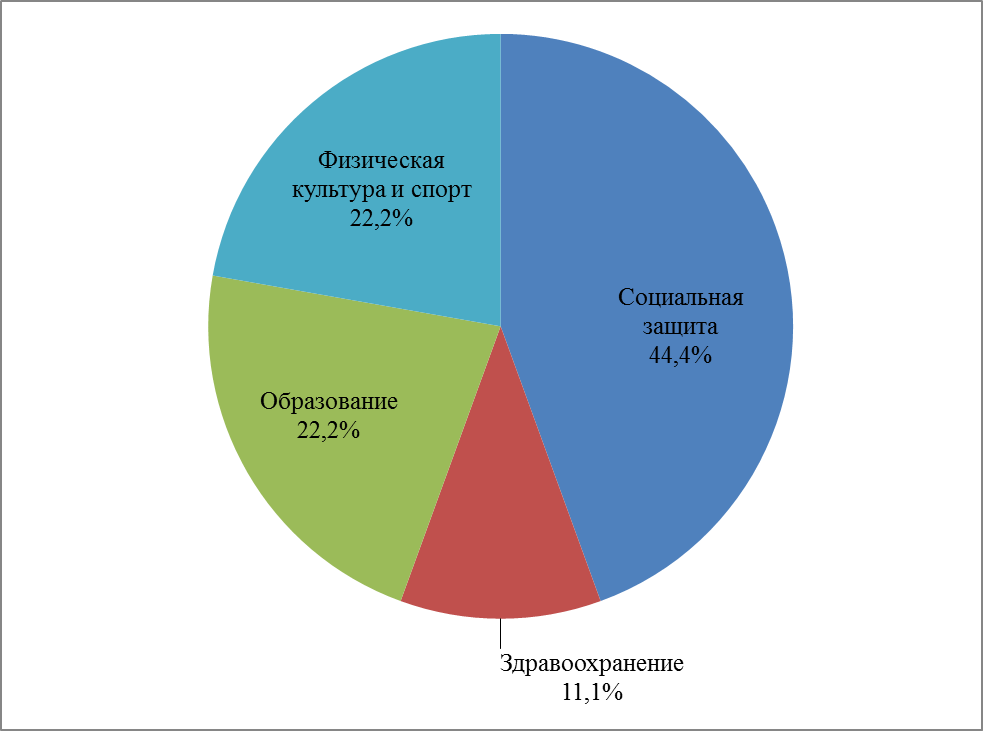 Физическая
культура и спорт
22,2%
Социальная
защита
44,4%
Образование
22,2%
Здравоохранение
11,1%